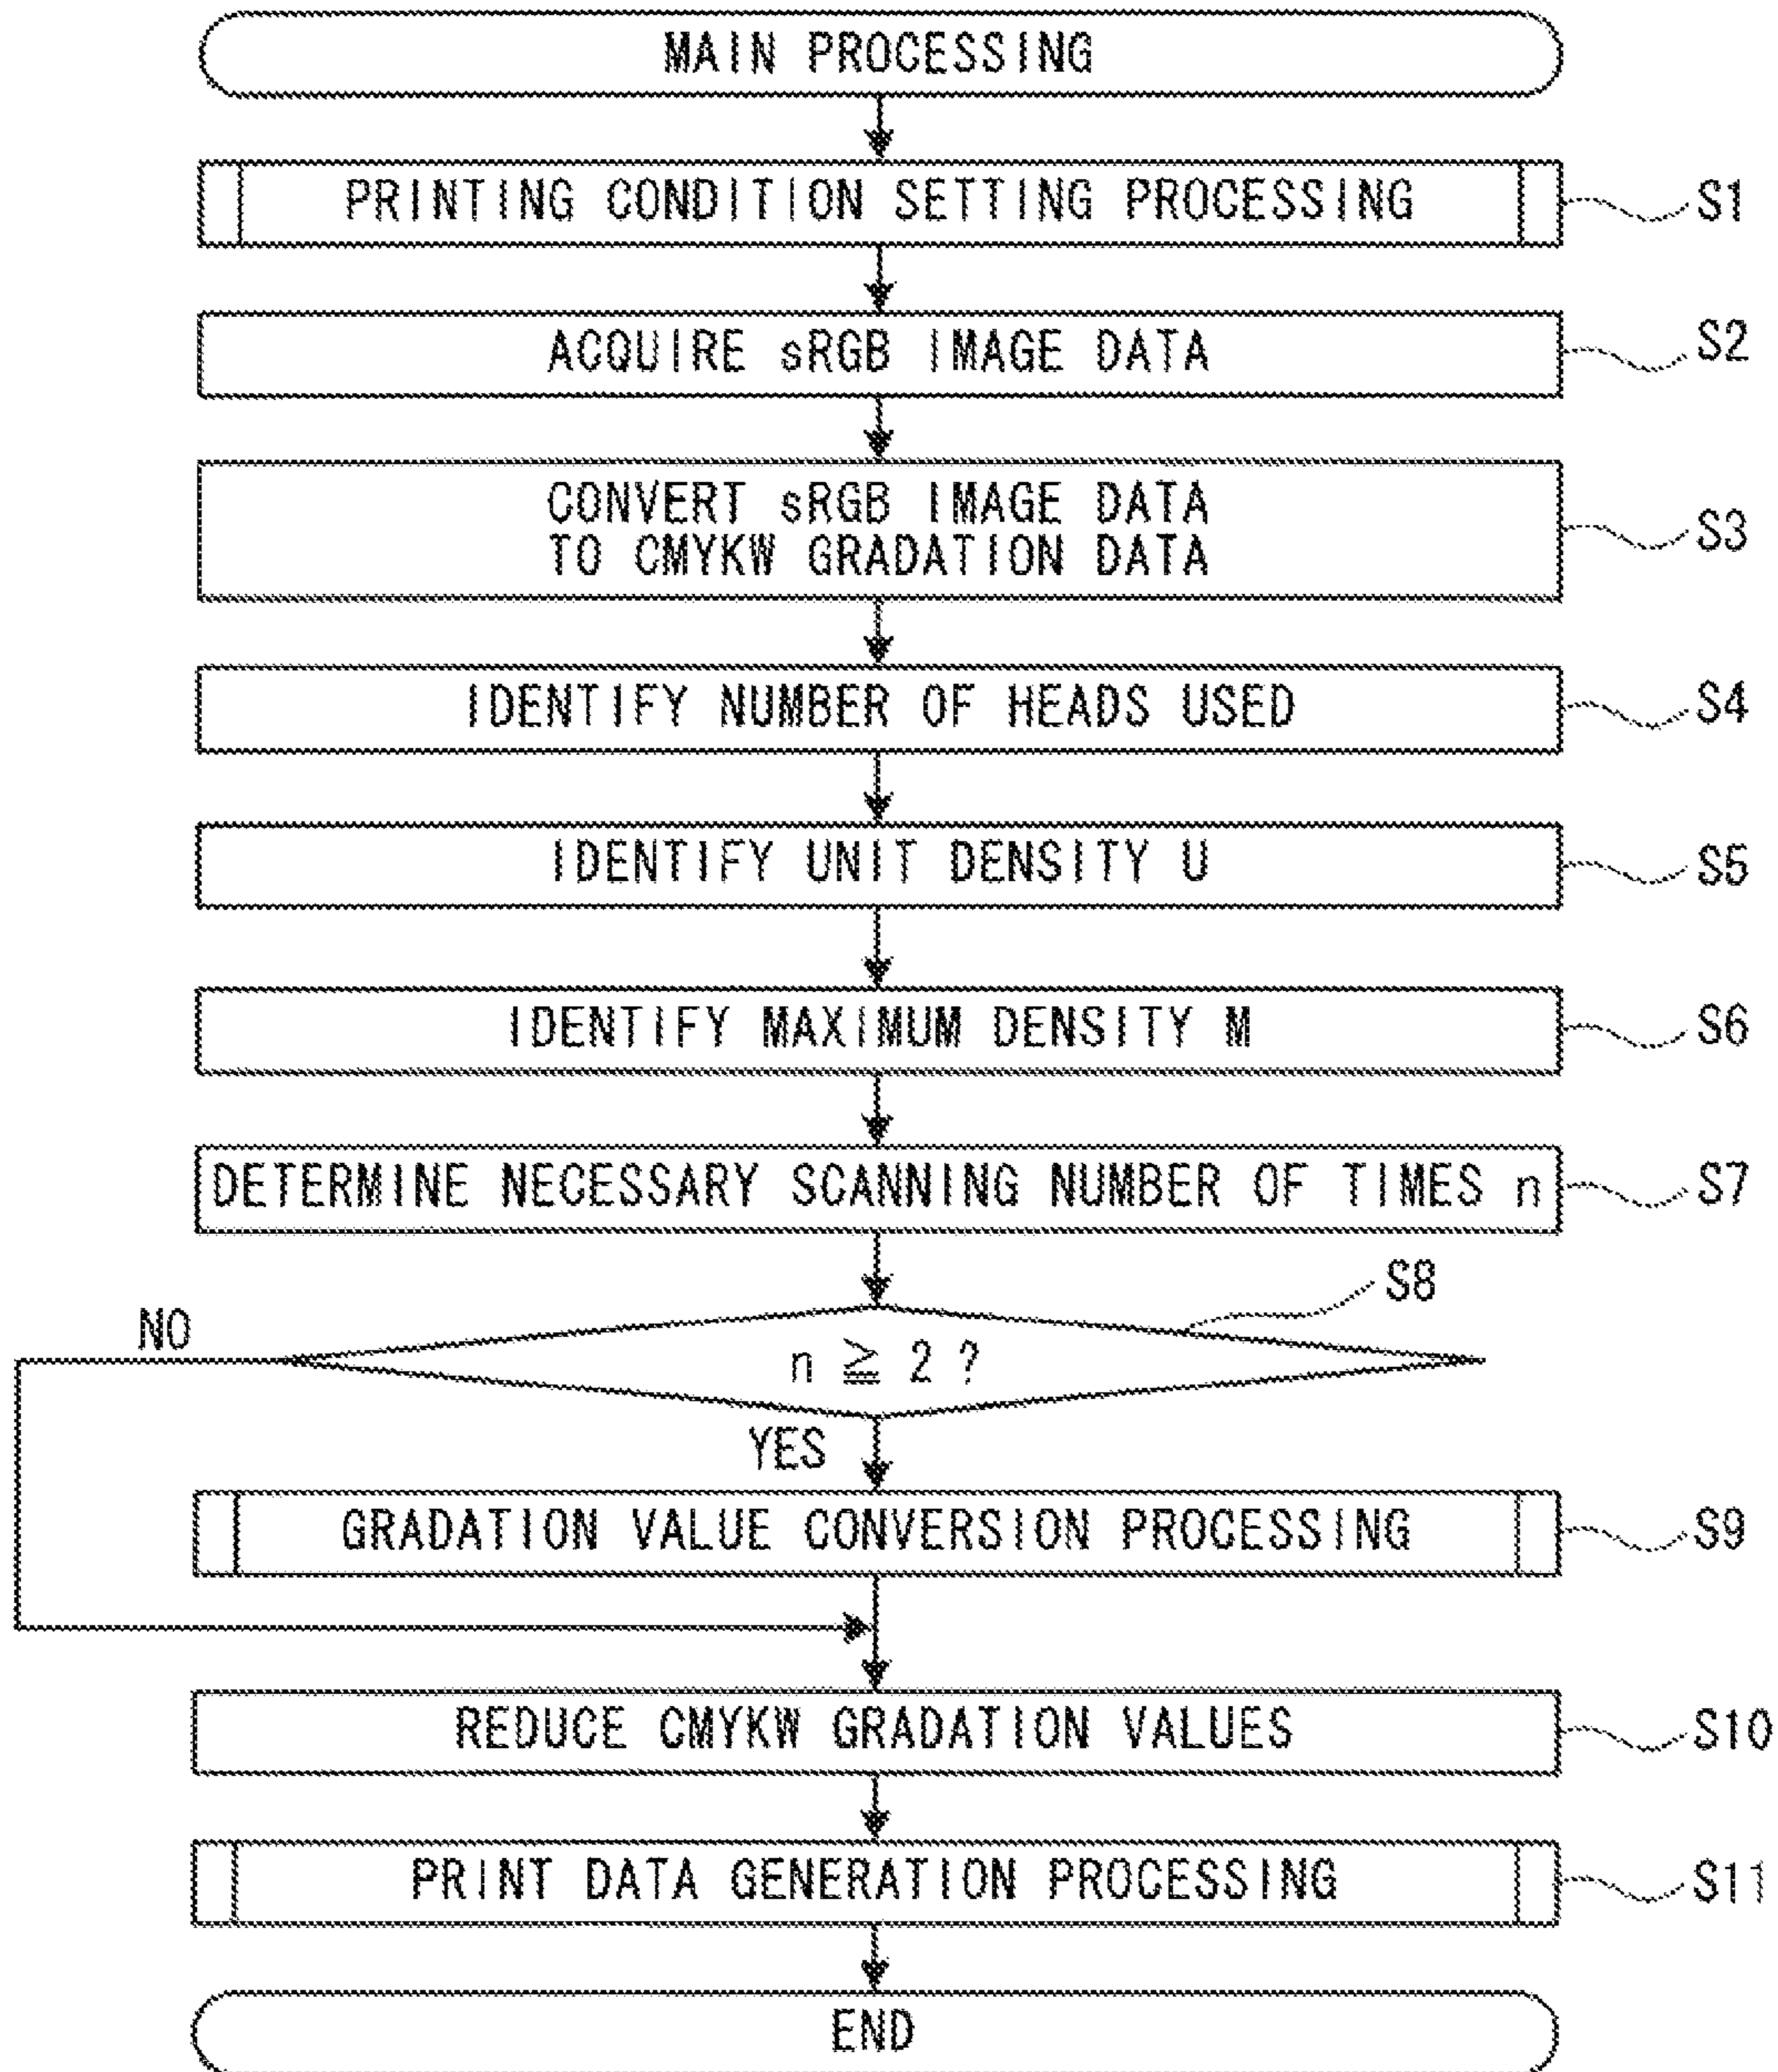 MAIN PROCESSING
PRINTING CONDITION SETTING PROCESSING
S1
ACQUIRE sRGB IMAGE DATA
S2
CONVERT sRGB IMAGE DATA
TO CMYKW GRADATION DATA
S3
IDENTIFY NUMBER OF HEADS USED
S4
IDENTIFY UNIT DENSITY U
S5
IDENTIFY MAXIMUM DENSITY M
S6
DETERMINE NECESSARY SCANNING NUMBER OF TIMES n
S7
S8
NO
n ≧ 2 ?
YES
GRADATION VALUE CONVERSION PROCESSING
S9
REDUCE CMYKW GRADATION VALUES
S10
PRINT DATA GENERATION PROCESSING
S11
END